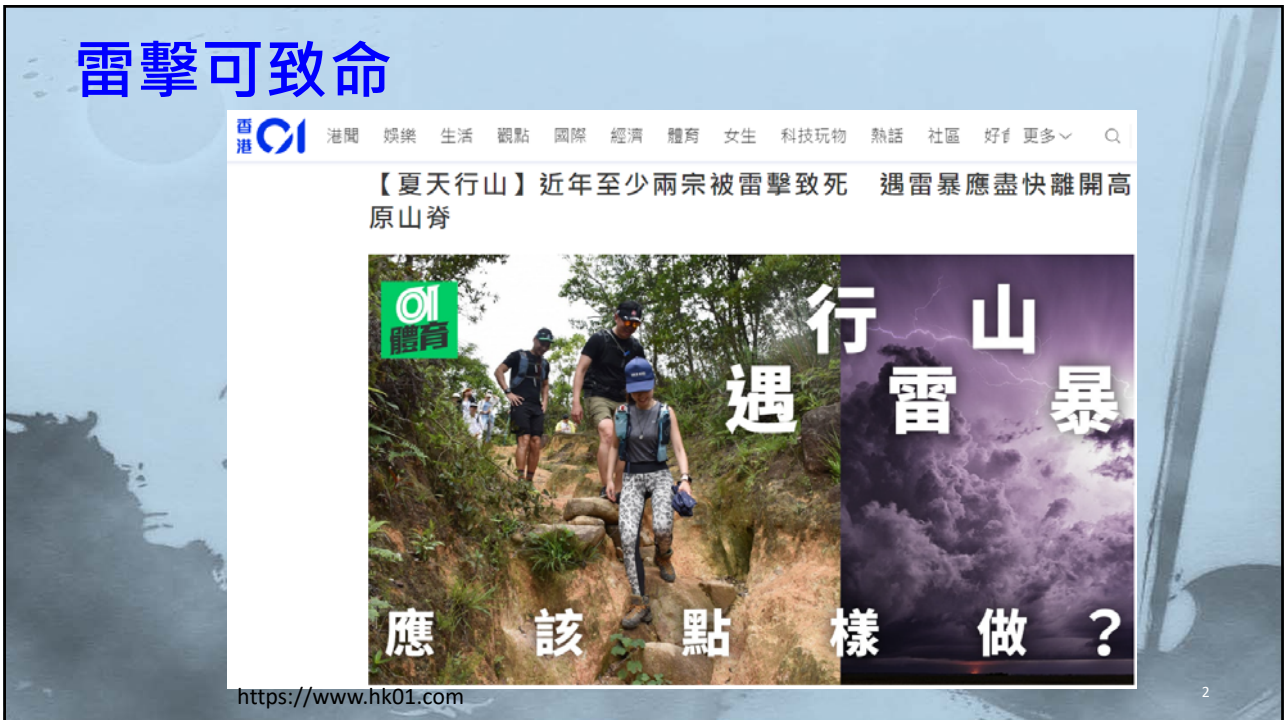 雷擊可致命
香港01
港聞 娛樂 生活 觀點 國際 經濟 體育 女生 科技玩物 熱話 社區 好食 更多
【夏天行山】近年至少兩宗被雷擊致死 遇雷暴應盡快離開高
原山脊
01
體育
行山
遇雷暴
應該點樣做？
https://www.hk01.com
2